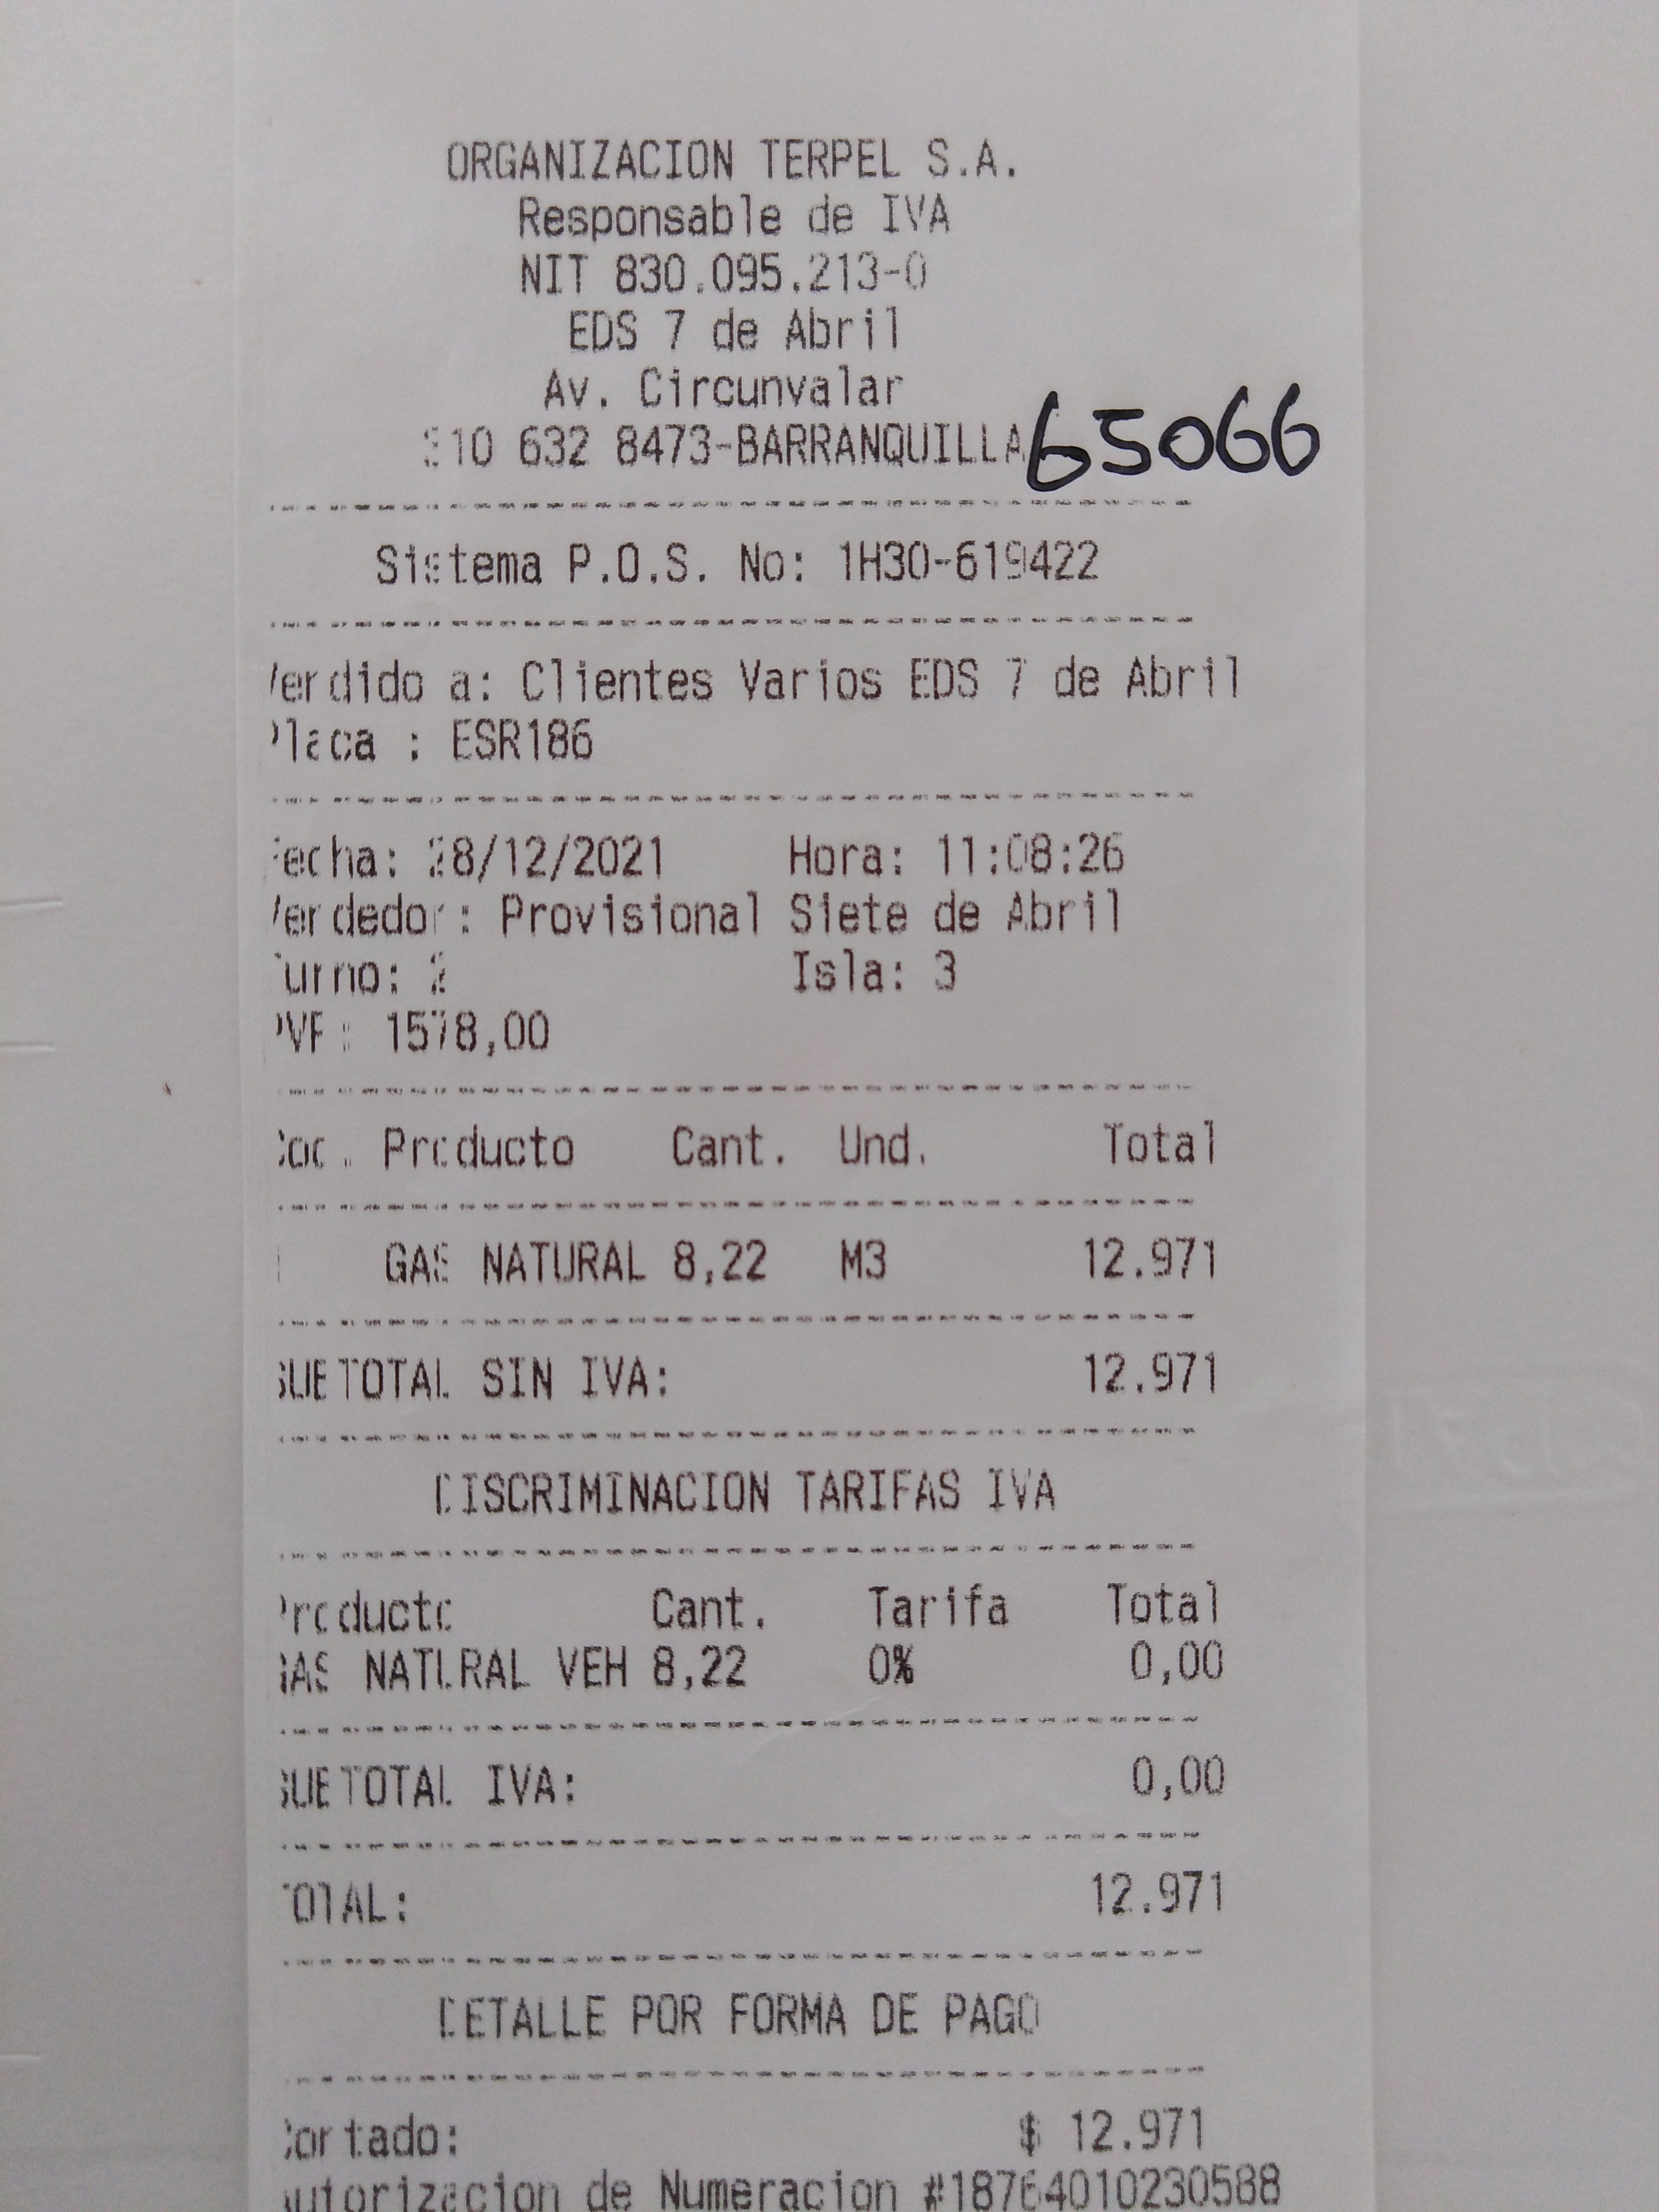 ORGANIZACION TERPEL S.A.
Responsable de IVA
NIT 830.095.213-0
EDS 7 de Abril
Av. Circunvalar
310 632 8473-BARRANQUILLA 65066
Sistema P.O.S. No: 1H30-619422
Vendido a: Clientes Varios EDS 7 de Abril
Placa : ESR186
Fecha: 28/12/2021 Hora: 11:08:26
Vendedor: Provisional Siete de Abril
Turno: 2 Isla: 3
1578,00
Cod. Producto Cant. Und. Total
GAS NATURAL 8,22 M3 12.971
SUBTOTAL SIN IVA: 12.971
DISCRIMINACION TARIFAS IVA
Producto Cant. Tarifa Total
GAS NATURAL VEH 8,22 0% 0,00
SUBTOTAL IVA: 0,00
TOTAL: 12.971
DETALLE POR FORMA DE PAGO
Contado: $ 12.971
Autorizacion de Numeracion #18764010230588